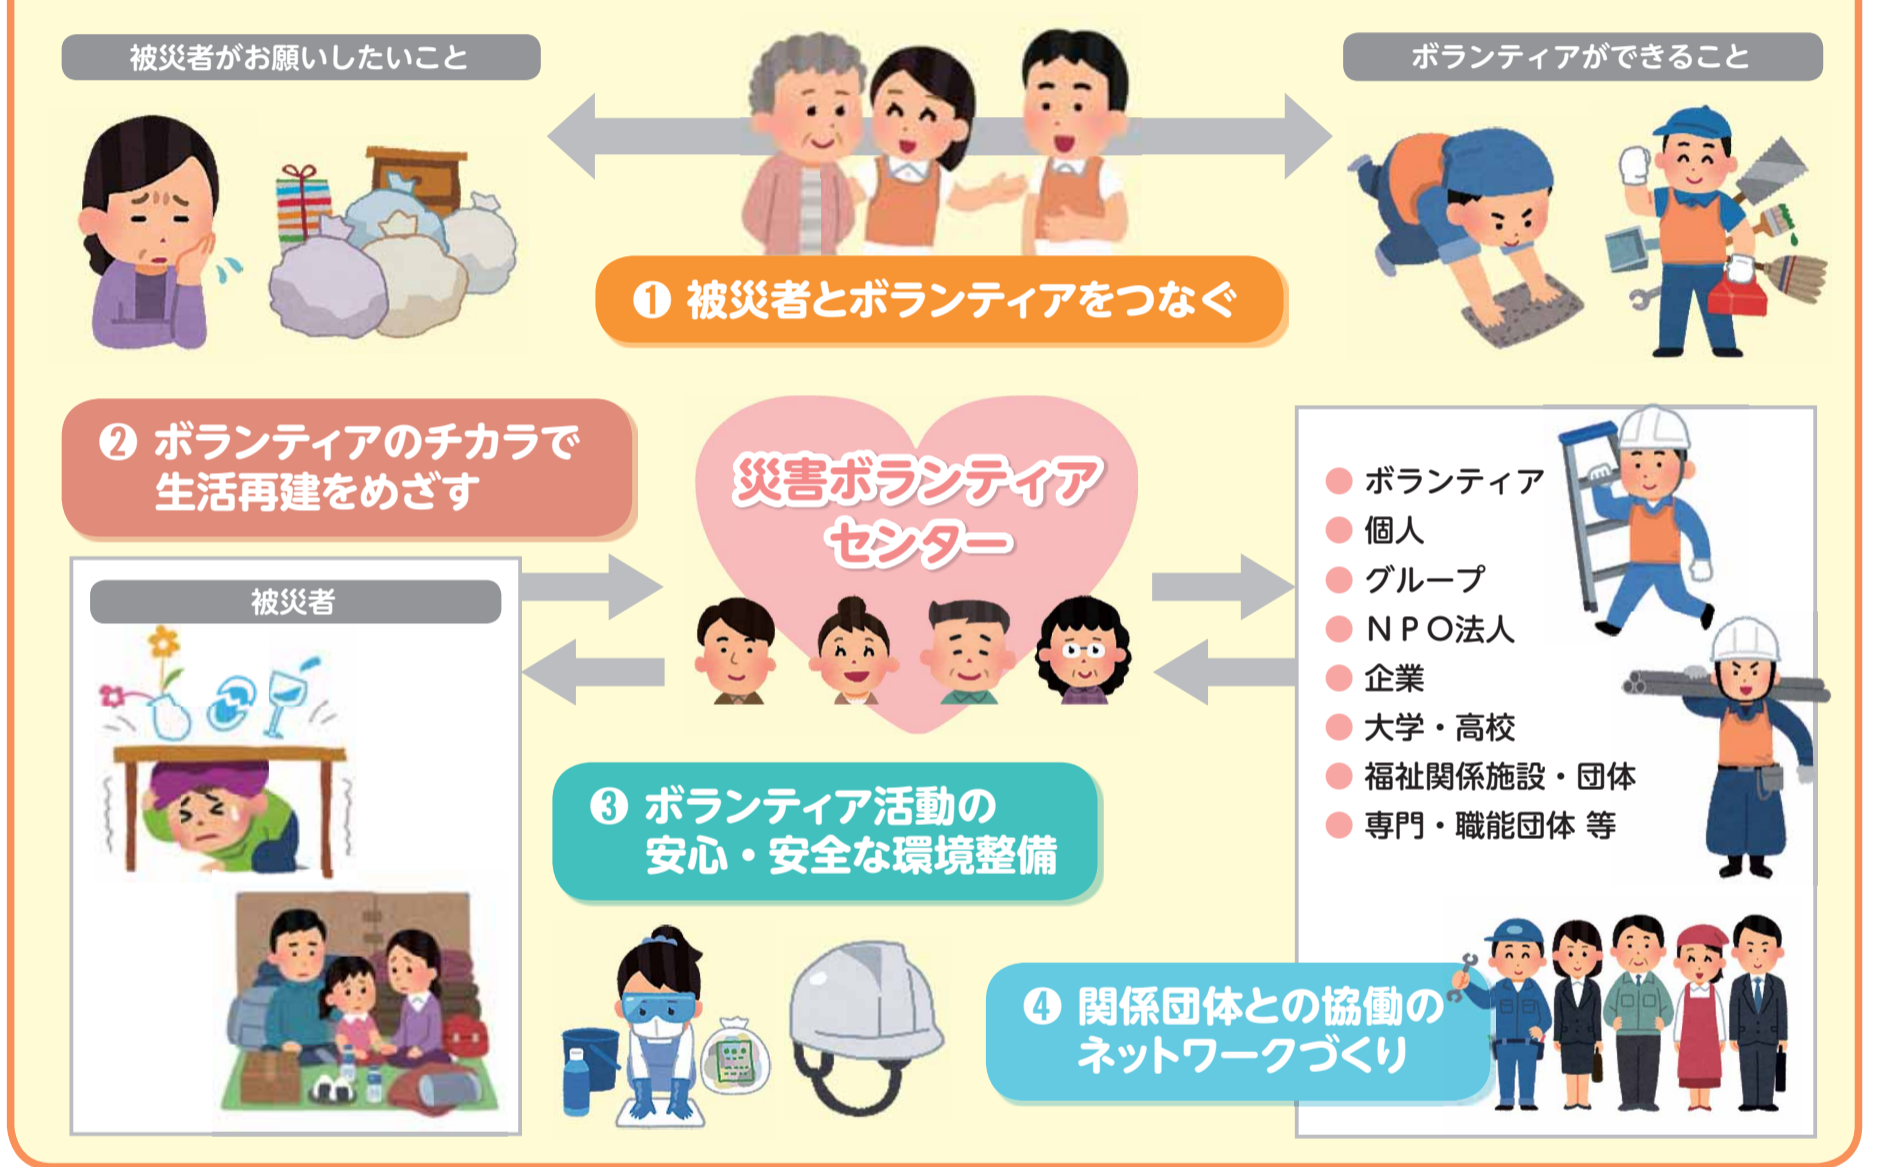 被災者がお願いしたいこと
ボランティアができること
❶ 被災者とボランティアをつなぐ
❷ ボランティアのチカラで
生活再建をめざす
災害ボランティア
センター
被災者
● ボランティア
● 個人
● グループ
● ＮＰＯ法人
● 企業
● 大学・高校
● 福祉関係施設・団体
● 専門・職能団体 等
❸ ボランティア活動の
安心・安全な環境整備
❹ 関係団体との協働の
ネットワークづくり